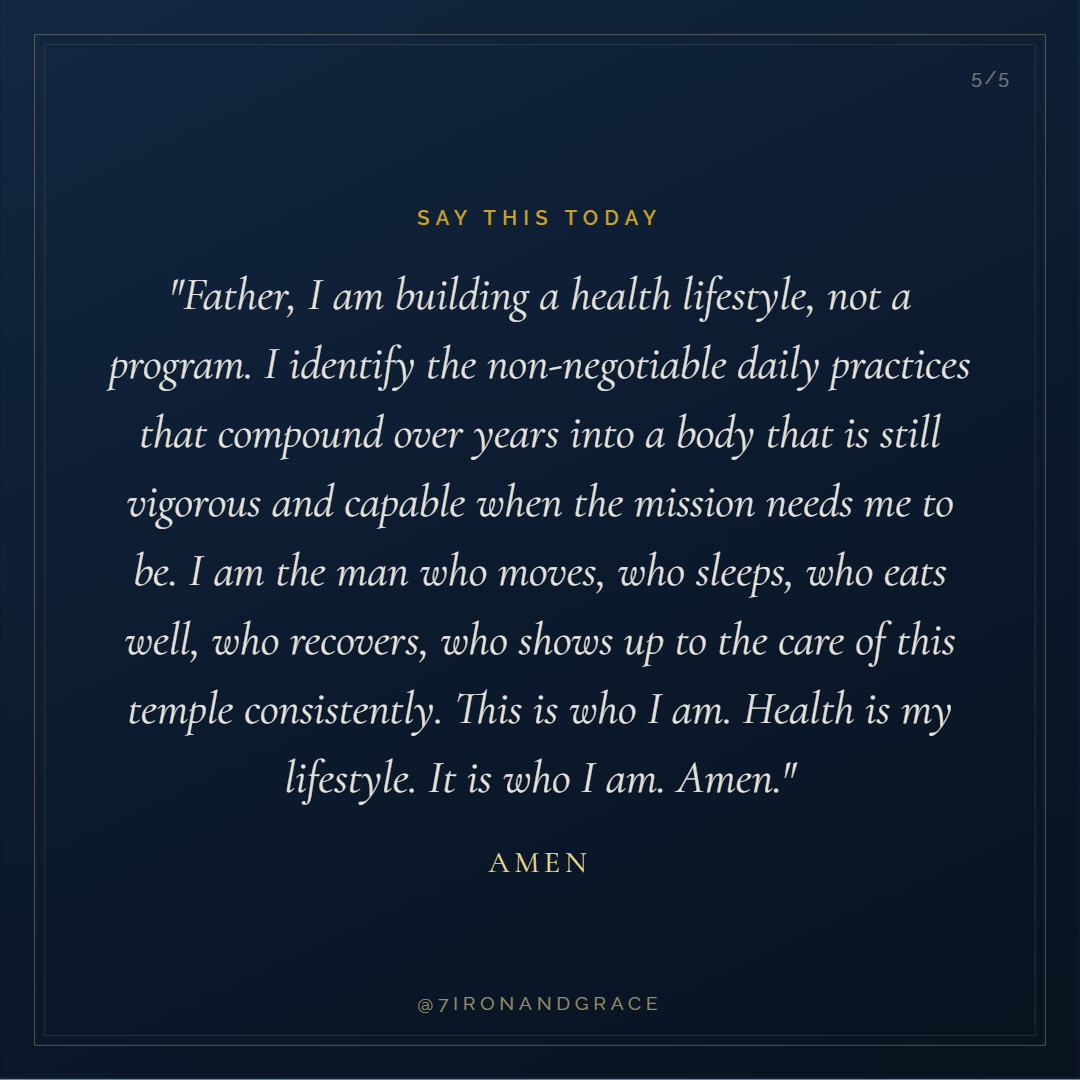 5/5
SAY THIS TODAY
"Father, I am building a health lifestyle, not a
program. I identify the non-negotiable daily practices
that compound over years into a body that is still
vigorous and capable when the mission needs me to
be. I am the man who moves, who sleeps, who eats
well, who recovers, who shows up to the care of this
temple consistently. This is who I am. Health is my
lifestyle. It is who I am. Amen."
AMEN
@7IRONANDGRACE